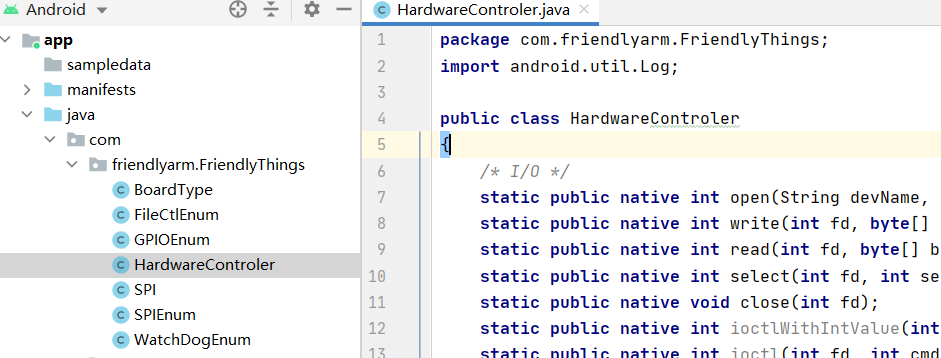 Android
app
sampledata
manifests
java
com
friendlyarm.FriendlyThings
BoardType
FileCtlEnum
GPIOEnum
HardwareControler
SPI
SPIEnum
WatchDogEnum
HardwareControler.java
1 package com.friendlyarm.FriendlyThings;
2 import android.util.Log;
3
4 public class HardwareControler
5 {
6 /* I/O */
7 static public native int open(String devName,
8 static public native int write(int fd, byte[]
9 static public native int read(int fd, byte[] b
10 static public native int select(int fd, int se
11 static public native void close(int fd);
12 static public native int ioctlWithIntValue(int
13 static public native int ioctl(int fd, int cmd